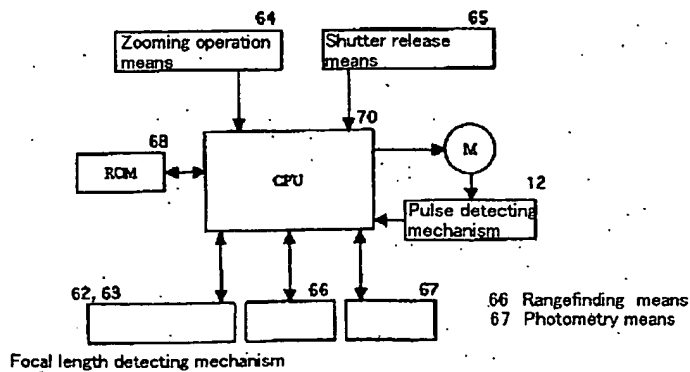 64
65
Zooming operation
means
Shutter release
means
70
68
ROM
CPU
M
12
Pulse detecting
mechanism
62, 63
66
67
66 Rangefinding means
67 Photometry means
Focal length detecting mechanism